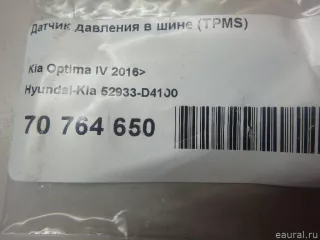 Датчик давления в шине (TPMS)
Kia Optima IV 2016>
Hyundai-Kia 52933-D4100
70 764 650
eaural.ru